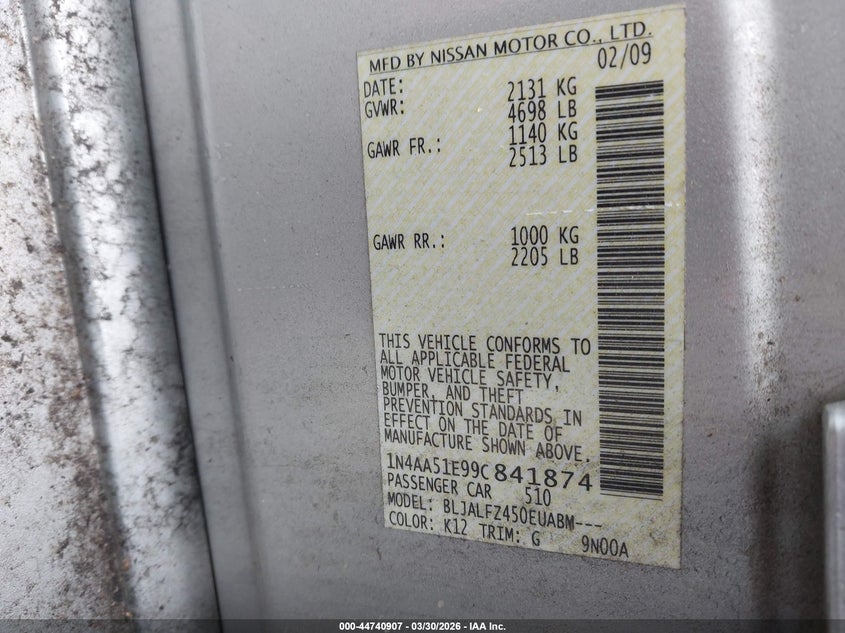 MFD BY NISSAN MOTOR CO., LTD.
DATE: 02/09
GVWR: 2131 KG
4698 LB
GAWR FR.: 1140 KG
2513 LB
GAWR RR.: 1000 KG
2205 LB
THIS VEHICLE CONFORMS TO
ALL APPLICABLE FEDERAL
MOTOR VEHICLE SAFETY,
BUMPER, AND THEFT
PREVENTION STANDARDS IN
EFFECT ON THE DATE OF
MANUFACTURE SHOWN ABOVE.
1N4AA51E99C841874
PASSENGER CAR 510
MODEL: BLJALFZ450EUABM---
COLOR: K12 TRIM: G 9N00A
000-44740907 — 03/30/2026 — IAA Inc.